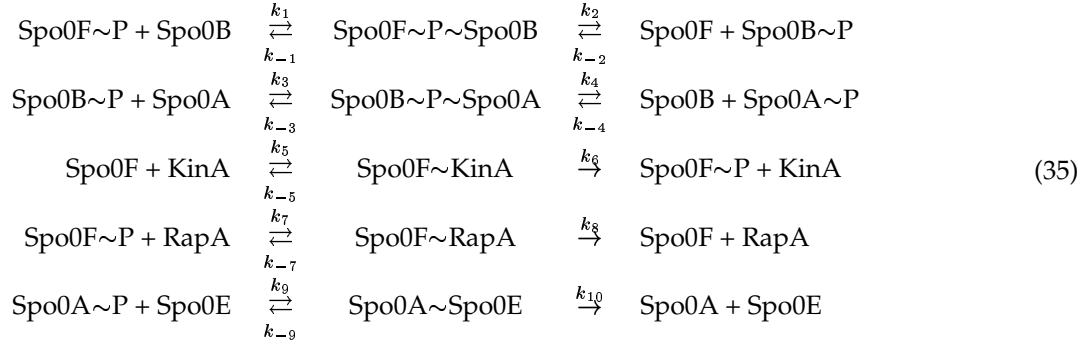 k₁ k₂
Spo0F~P + Spo0B ⇄ Spo0F~P~Spo0B ⇄ Spo0F + Spo0B~P
k₋₁ k₋₂
k₃ k₄
Spo0B~P + Spo0A ⇄ Spo0B~P~Spo0A ⇄ Spo0B + Spo0A~P
k₋₃ k₋₄
k₅ k₆
Spo0F + KinA ⇄ Spo0F~KinA → Spo0F~P + KinA (35)
k₋₅
k₇ k₈
Spo0F~P + RapA ⇄ Spo0F~RapA → Spo0F + RapA
k₋₇
k₉ k₁₀
Spo0A~P + Spo0E ⇄ Spo0A~Spo0E → Spo0A + Spo0E
k₋₉